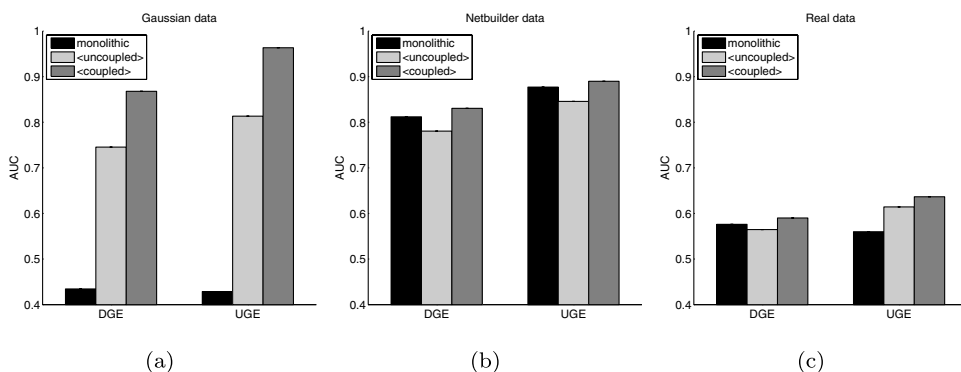 Gaussian data
1
0.9
0.8
0.7
0.6
0.5
0.4
AUC
monolithic
<uncoupled>
<coupled>
DGE
UGE
(a)
Netbuilder data
1
0.9
0.8
0.7
0.6
0.5
0.4
AUC
monolithic
<uncoupled>
<coupled>
DGE
UGE
(b)
Real data
1
0.9
0.8
0.7
0.6
0.5
0.4
AUC
monolithic
<uncoupled>
<coupled>
DGE
UGE
(c)